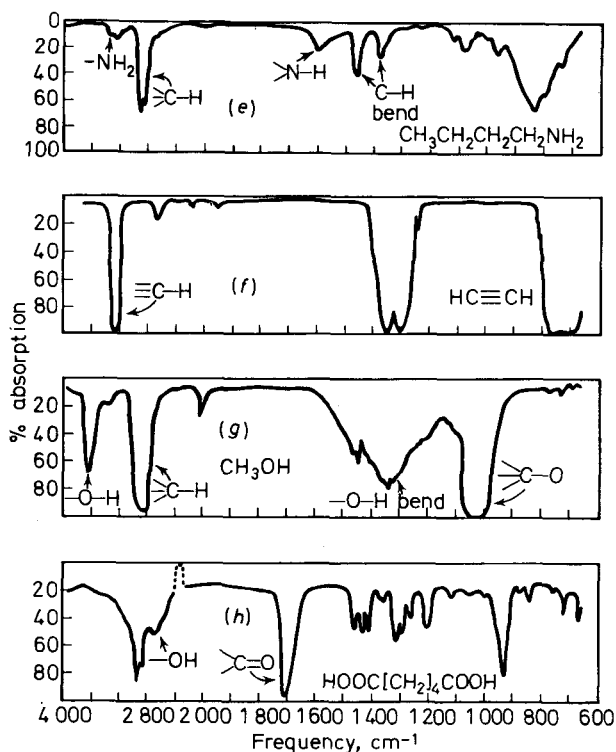 0
20
40
60
80
100
-NH₂
C-H
(e)
N-H
C-H
bend
CH₃CH₂CH₂CH₂NH₂
20
40
60
80
≡C-H
(f)
HC≡CH
% absorption
20
40
60
80
-O-H
C-H
(g)
CH₃OH
-O-H bend
C-O
20
40
60
80
-OH
(h)
C=O
HOOC[CH₂]₄COOH
4 000 2 800 2 000 1 800 1 600 1 400 1 200 1 000 800 600
Frequency, cm⁻¹